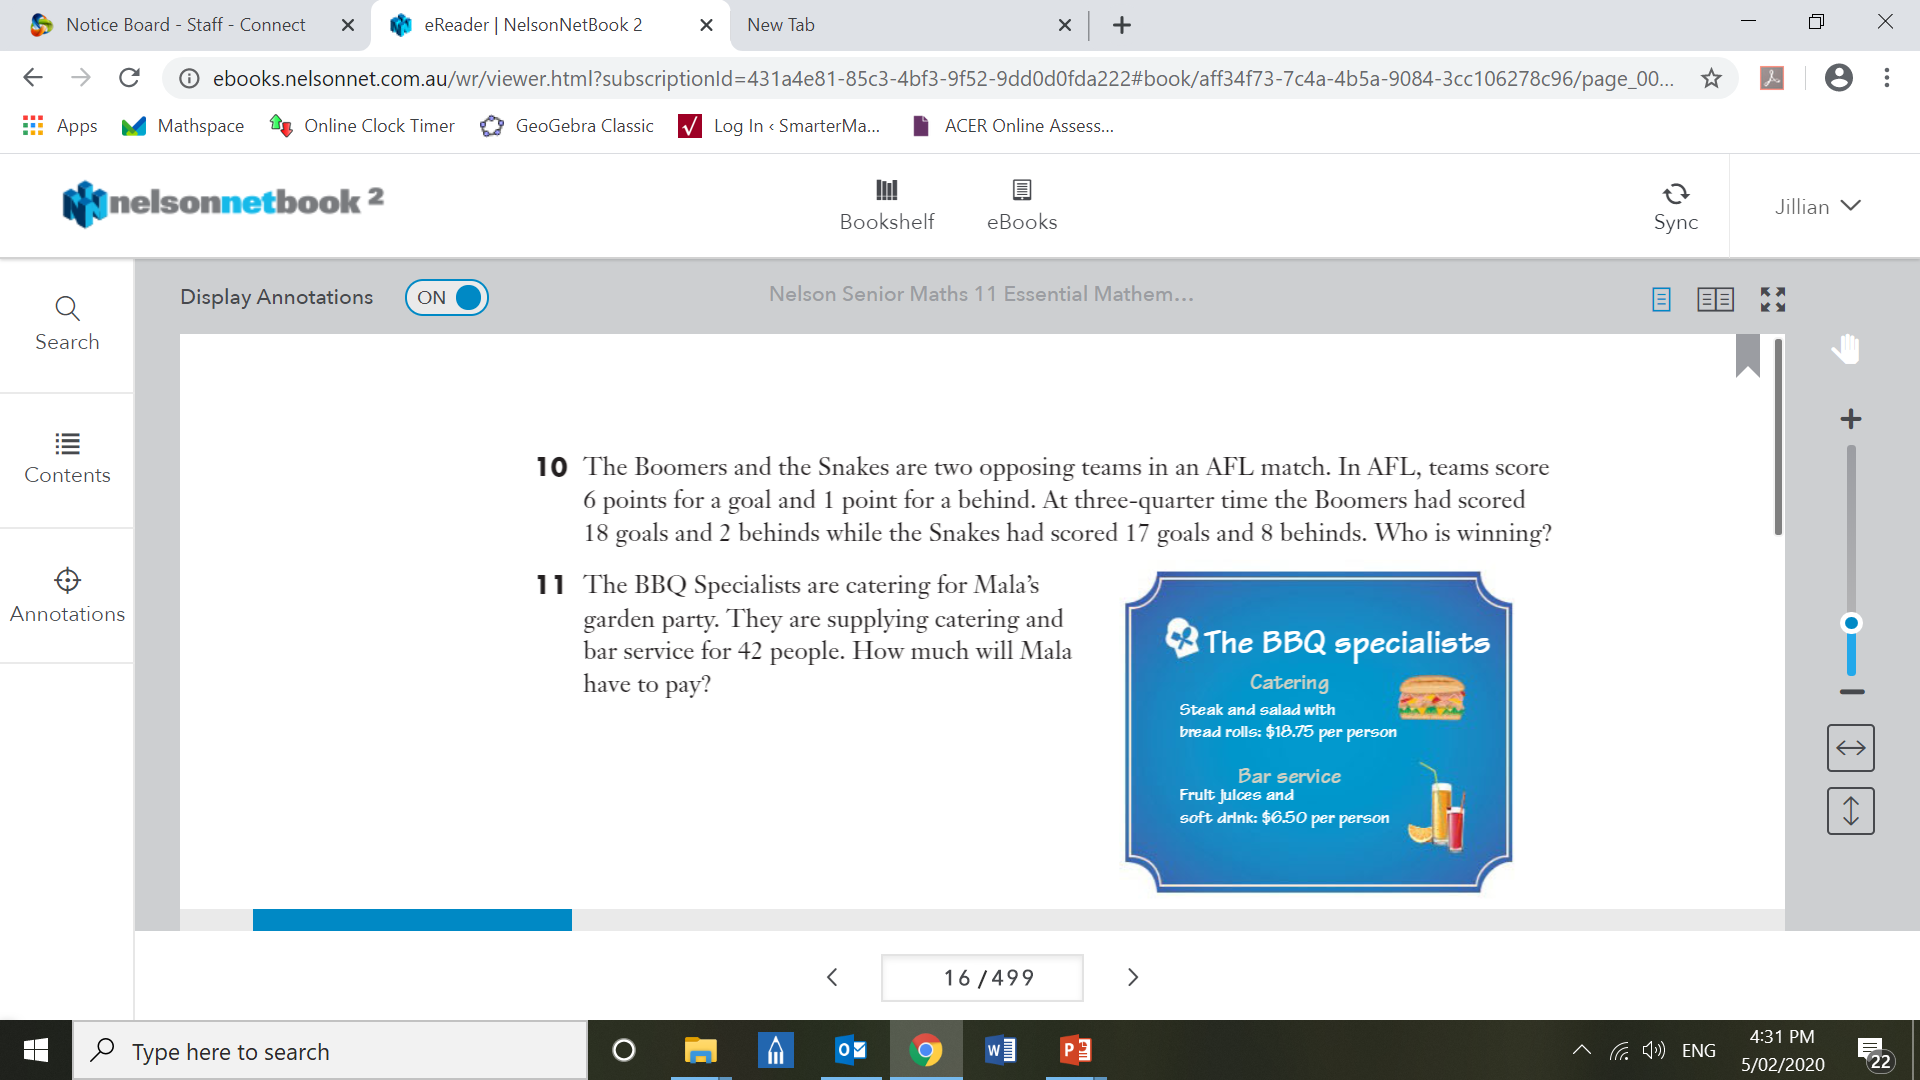 Notice Board - Staff - Connect
eReader | NelsonNetBook 2
New Tab
ebooks.nelsonnet.com.au/wr/viewer.html?subscriptionId=431a4e81-85c3-4bf3-9f52-9dd0d0fda222#book/aff34f73-7c4a-4b5a-9084-3cc106278c96/page_00...
Apps
Mathspace
Online Clock Timer
GeoGebra Classic
Log In ‹ SmarterMa...
ACER Online Assess...
nelsonnetbook 2
Bookshelf
eBooks
Sync
Jillian
Search
Contents
Annotations
Display Annotations
ON
Nelson Senior Maths 11 Essential Mathem...
10 The Boomers and the Snakes are two opposing teams in an AFL match. In AFL, teams score
6 points for a goal and 1 point for a behind. At three-quarter time the Boomers had scored
18 goals and 2 behinds while the Snakes had scored 17 goals and 8 behinds. Who is winning?
11 The BBQ Specialists are catering for Mala's
garden party. They are supplying catering and
bar service for 42 people. How much will Mala
have to pay?
The BBQ specialists
Catering
Steak and salad with
bread rolls: $18.75 per person
Bar service
Fruit juices and
soft drink: $6.50 per person
16 / 499
Type here to search
ENG
4:31 PM
5/02/2020
22